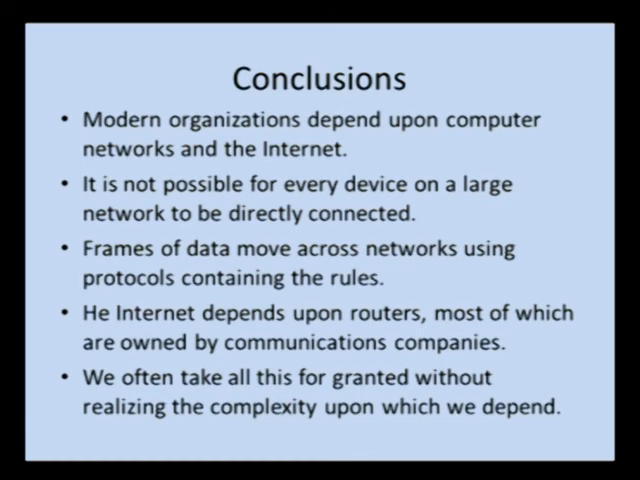 Conclusions
• Modern organizations depend upon computer
networks and the Internet.
• It is not possible for every device on a large
network to be directly connected.
• Frames of data move across networks using
protocols containing the rules.
• He Internet depends upon routers, most of which
are owned by communications companies.
• We often take all this for granted without
realizing the complexity upon which we depend.